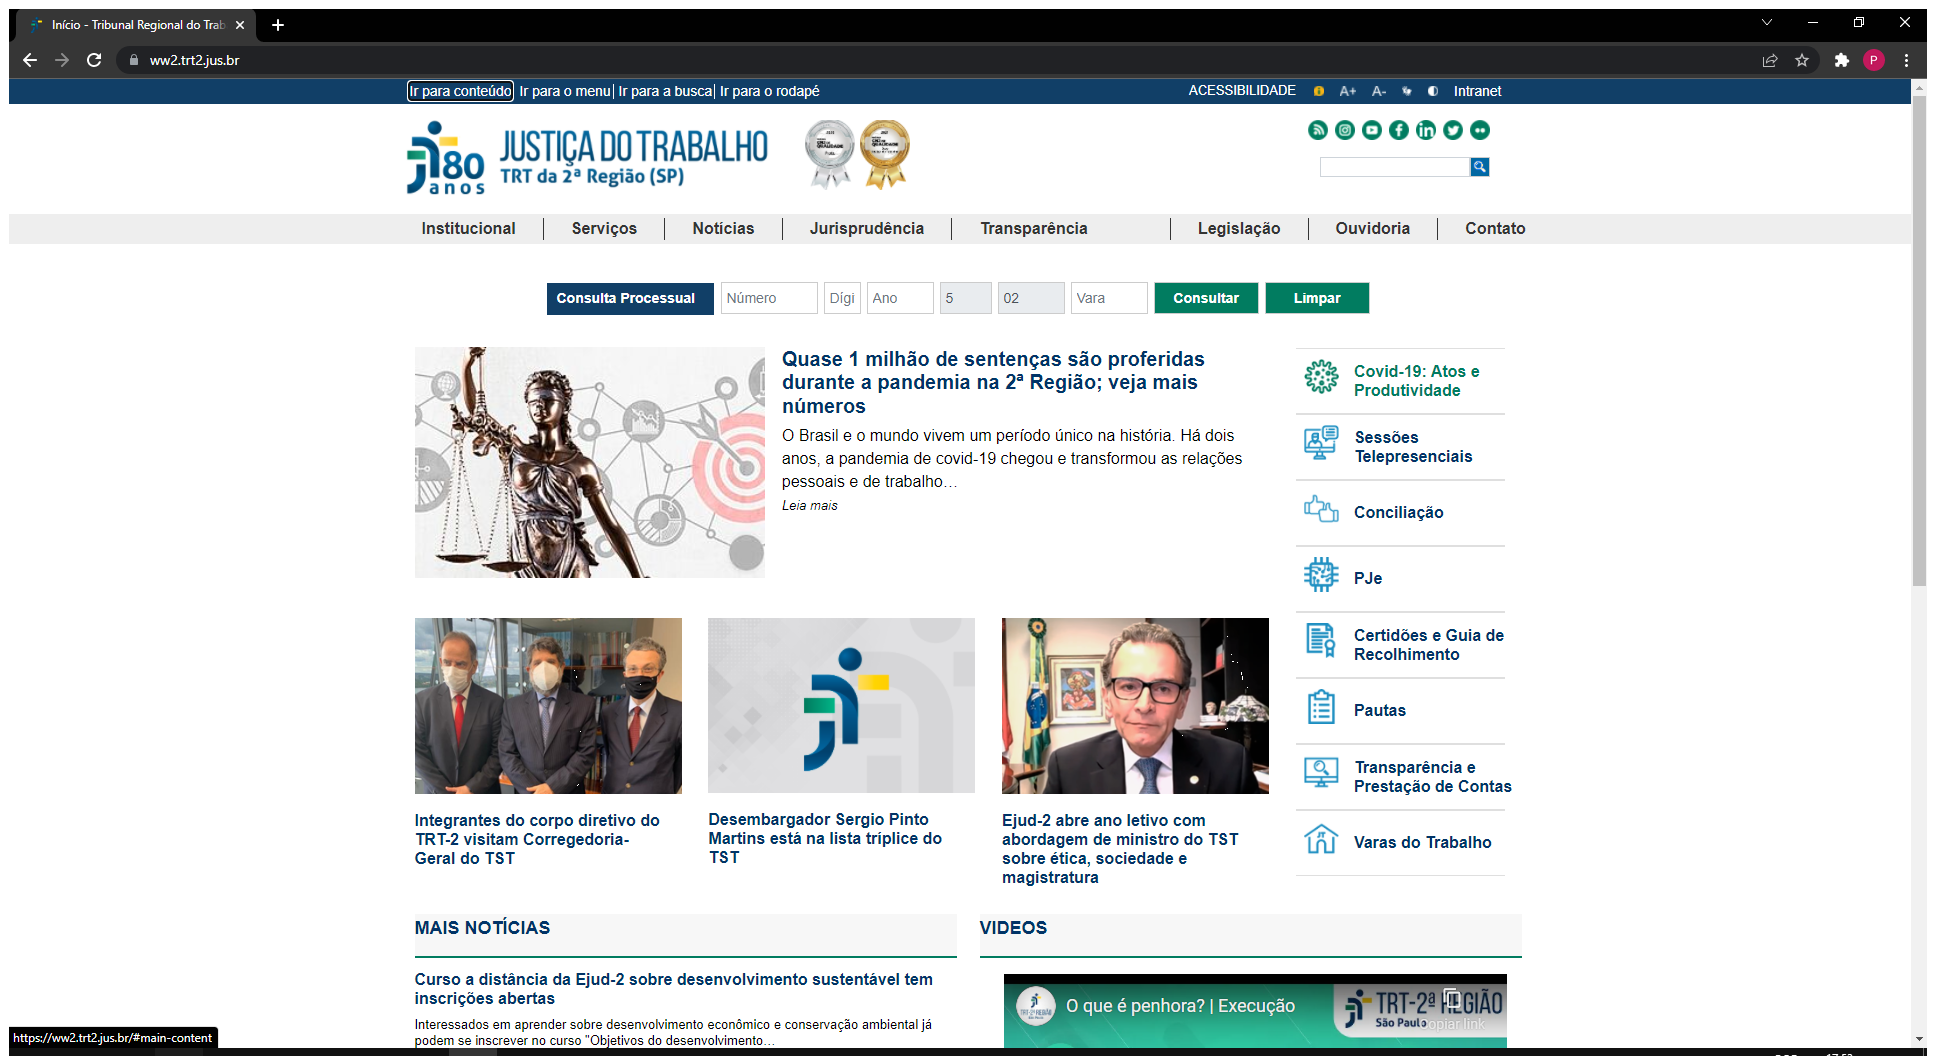 Início - Tribunal Regional do Trab
ww2.trt2.jus.br
P
Ir para conteúdo Ir para o menu| Ir para a busca| Ir para o rodapé
ACESSIBILIDADE A+ A- Intranet
80
anos
JUSTIÇA DO TRABALHO
TRT da 2ª Região (SP)
Institucional
Serviços
Notícias
Jurisprudência
Transparência
Legislação
Ouvidoria
Contato
Consulta Processual
Número
Dígi
Ano
5
02
Vara
Consultar
Limpar
Quase 1 milhão de sentenças são proferidas
durante a pandemia na 2ª Região; veja mais
números
O Brasil e o mundo vivem um período único na história. Há dois
anos, a pandemia de covid-19 chegou e transformou as relações
pessoais e de trabalho…
Leia mais
Covid-19: Atos e
Produtividade
Sessões
Telepresenciais
Conciliação
PJe
Certidões e Guia de
Recolhimento
Pautas
Transparência e
Prestação de Contas
Varas do Trabalho
Integrantes do corpo diretivo do
TRT-2 visitam Corregedoria-
Geral do TST
Desembargador Sergio Pinto
Martins está na lista tríplice do
TST
Ejud-2 abre ano letivo com
abordagem de ministro do TST
sobre ética, sociedade e
magistratura
MAIS NOTÍCIAS
Curso a distância da Ejud-2 sobre desenvolvimento sustentável tem
inscrições abertas
Interessados em aprender sobre desenvolvimento econômico e conservação ambiental já
podem se inscrever no curso "Objetivos do desenvolvimento…
VIDEOS
O que é penhora? | Execução
TRT-2ª REGIÃO
São Paulo
opiar link
https://ww2.trt2.jus.br/#main-content